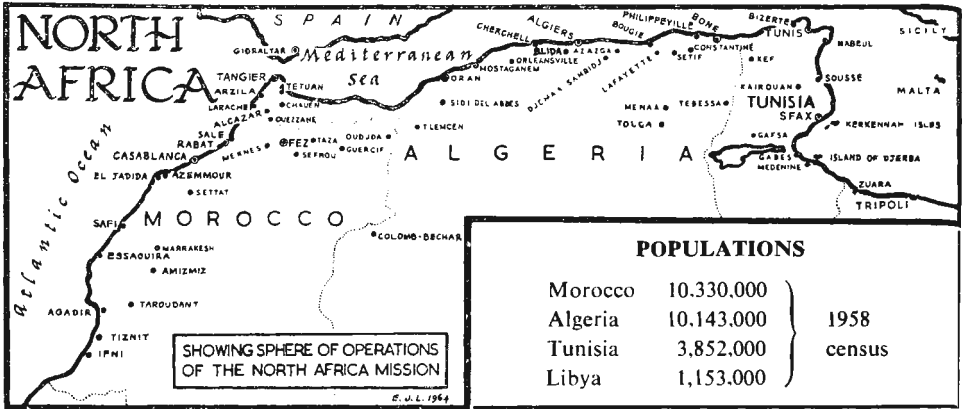 NORTH
AFRICA
SPAIN
GIBRALTAR
Mediterranean
Sea
Atlantic Ocean
SICILY
MALTA
TANGIER
TETUAN
ARZILA
LARACHE
CHAUEN
ALCAZAR
OUEZZANE
SALE
RABAT
MEKNES
FEZ
TAZA
SEFROU
GUERCIF
OUDJDA
CASABLANCA
EL JADIDA
AZEMMOUR
SETTAT
MOROCCO
SAFI
MARRAKESH
ESSAOUIRA
AMIZMIZ
AGADIR
TAROUDANT
TIZNIT
IFNI
CHERCHELL
ALGIERS
BLIDA
AZAZGA
ORLEANSVILLE
MOSTAGANEM
ORAN
SIDI DEL ABBES
TLEMCEN
DJEMAA SAHRIDJ
BOUGIE
LAFAYETTE
PHILIPPEVILLE
BONE
CONSTANTINE
SETIF
MENAA
TEBESSA
TOLGA
ALGERIA
COLOMB-BECHAR
BIZERTE
TUNIS
NABEUL
KEF
SOUSSE
KAIROUAN
TUNISIA
SFAX
KERKENNAH ISLES
GAFSA
GABES
MEDENINE
ISLAND OF DJERBA
ZUARA
TRIPOLI
SHOWING SPHERE OF OPERATIONS
OF THE NORTH AFRICA MISSION
E.J.L. 1964
POPULATIONS
Morocco 10,330,000
Algeria 10,143,000
Tunisia 3,852,000
Libya 1,153,000
1958
census